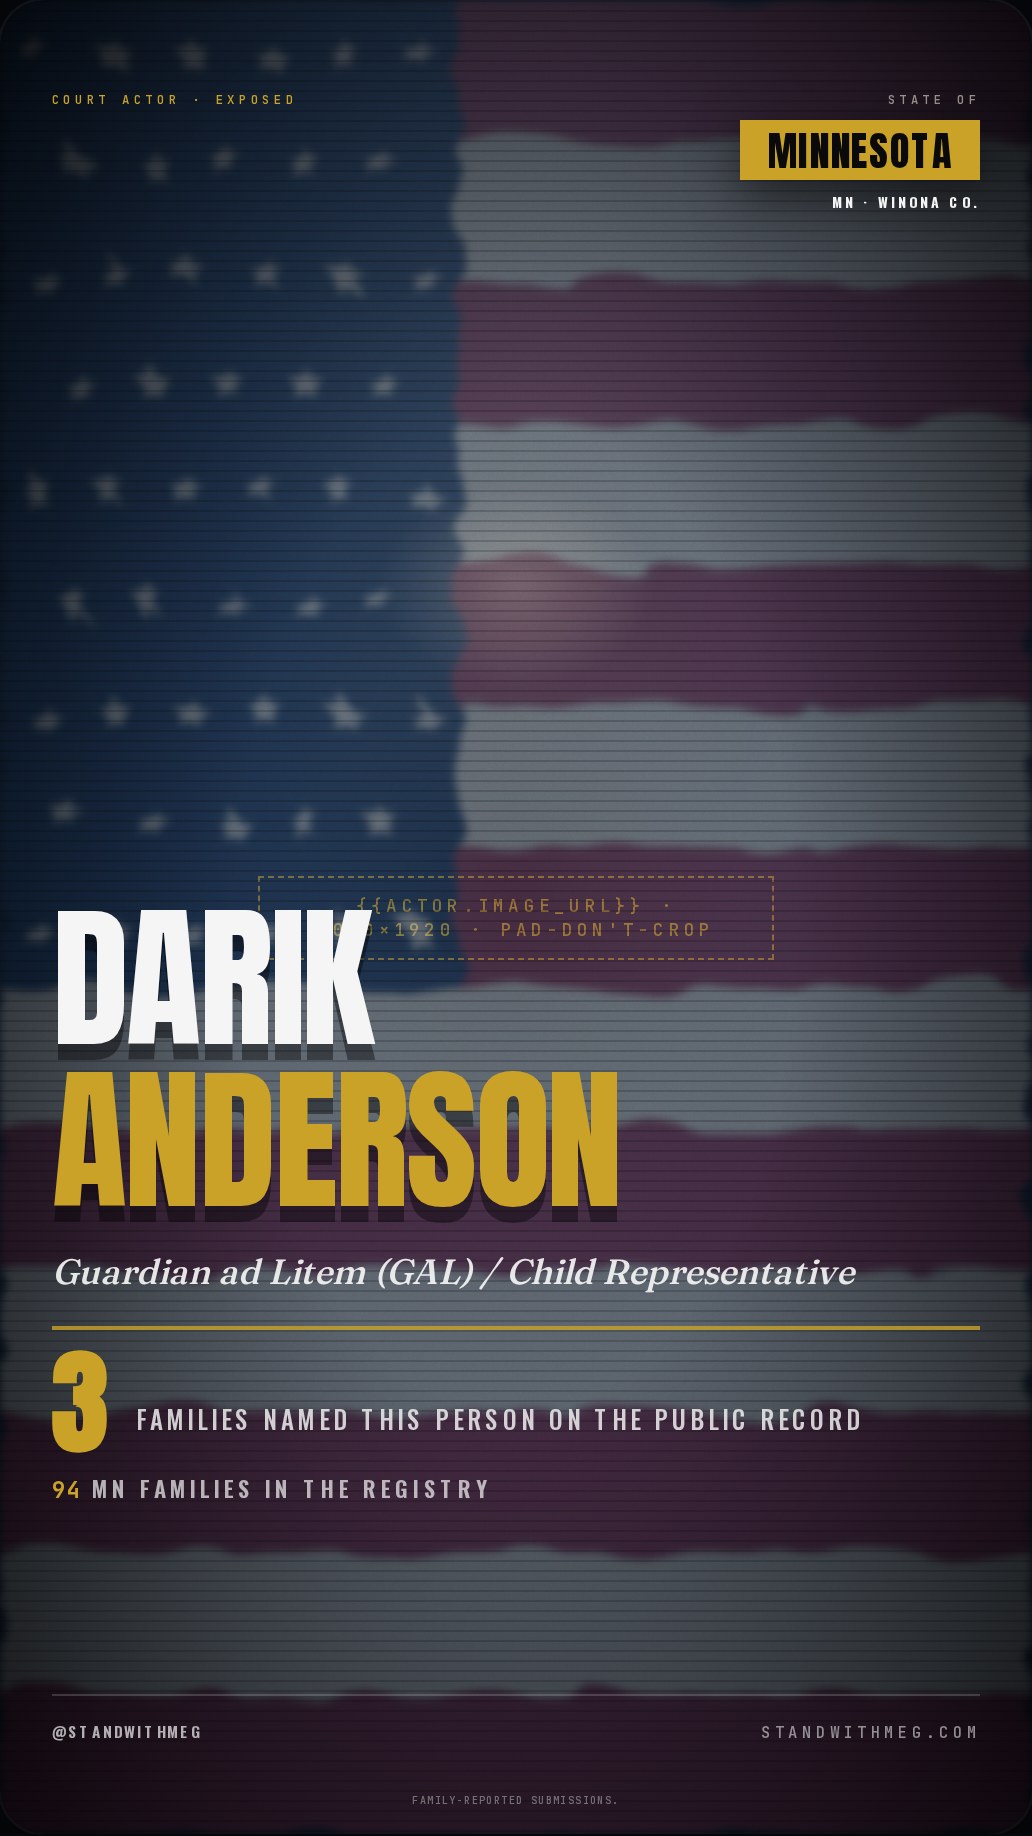 COURT ACTOR · EXPOSED
STATE OF
MINNESOTA
MN · WINONA CO.
{{ACTOR.IMAGE_URL}} ·
×1920 · PAD-DON'T-CROP
DARIK
ANDERSON
Guardian ad Litem (GAL) / Child Representative
3 FAMILIES NAMED THIS PERSON ON THE PUBLIC RECORD
94 MN FAMILIES IN THE REGISTRY
@STANDWITHMEG
STANDWITHMEG.COM
FAMILY-REPORTED SUBMISSIONS.